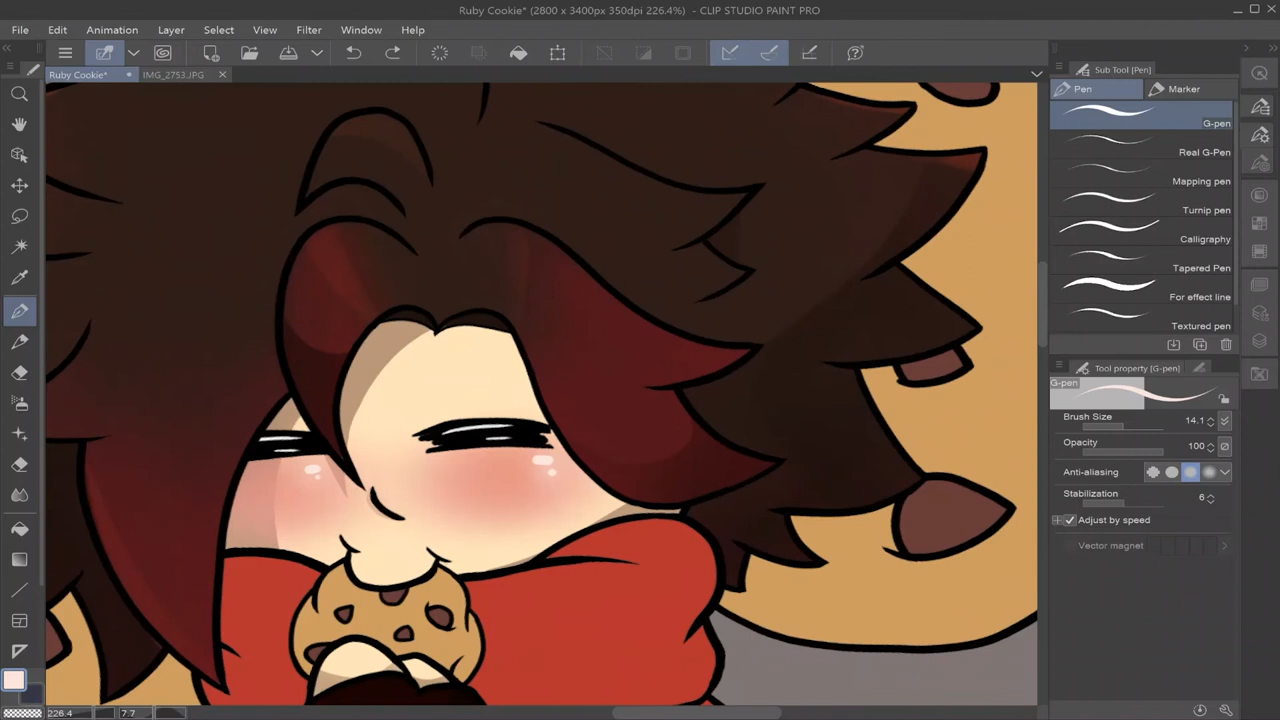 Ruby Cookie* (2800 x 3400px 350dpi 226.4%) - CLIP STUDIO PAINT PRO
File Edit Animation Layer Select View Filter Window Help
Ruby Cookie* IMG_2753.JPG
Sub Tool [Pen]
Pen Marker
G-pen
Real G-Pen
Mapping pen
Turnip pen
Calligraphy
Tapered Pen
For effect line
Textured pen
Tool property [G-pen]
G-pen
Brush Size 14.1
Opacity 100
Anti-aliasing
Stabilization 6
Adjust by speed
Vector magnet
226.4 7.7